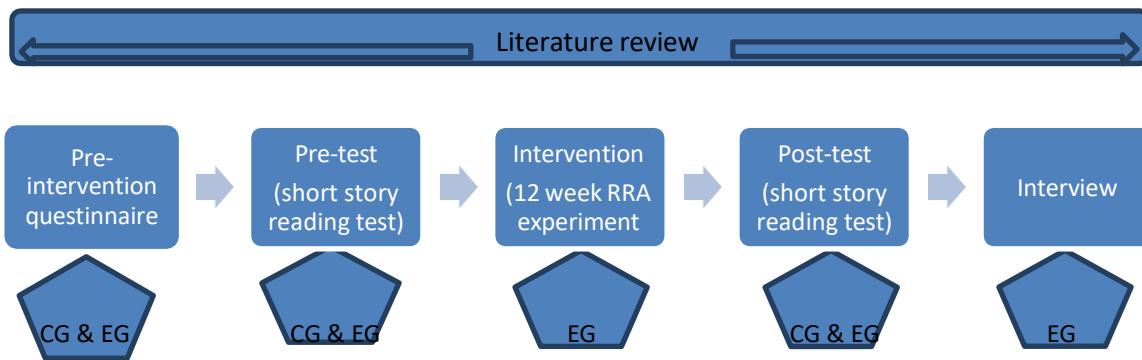 Literature review
Pre-
intervention
questinnaire
Pre-test
(short story
reading test)
Intervention
(12 week RRA
experiment
Post-test
(short story
reading test)
Interview
CG & EG
CG & EG
EG
CG & EG
EG